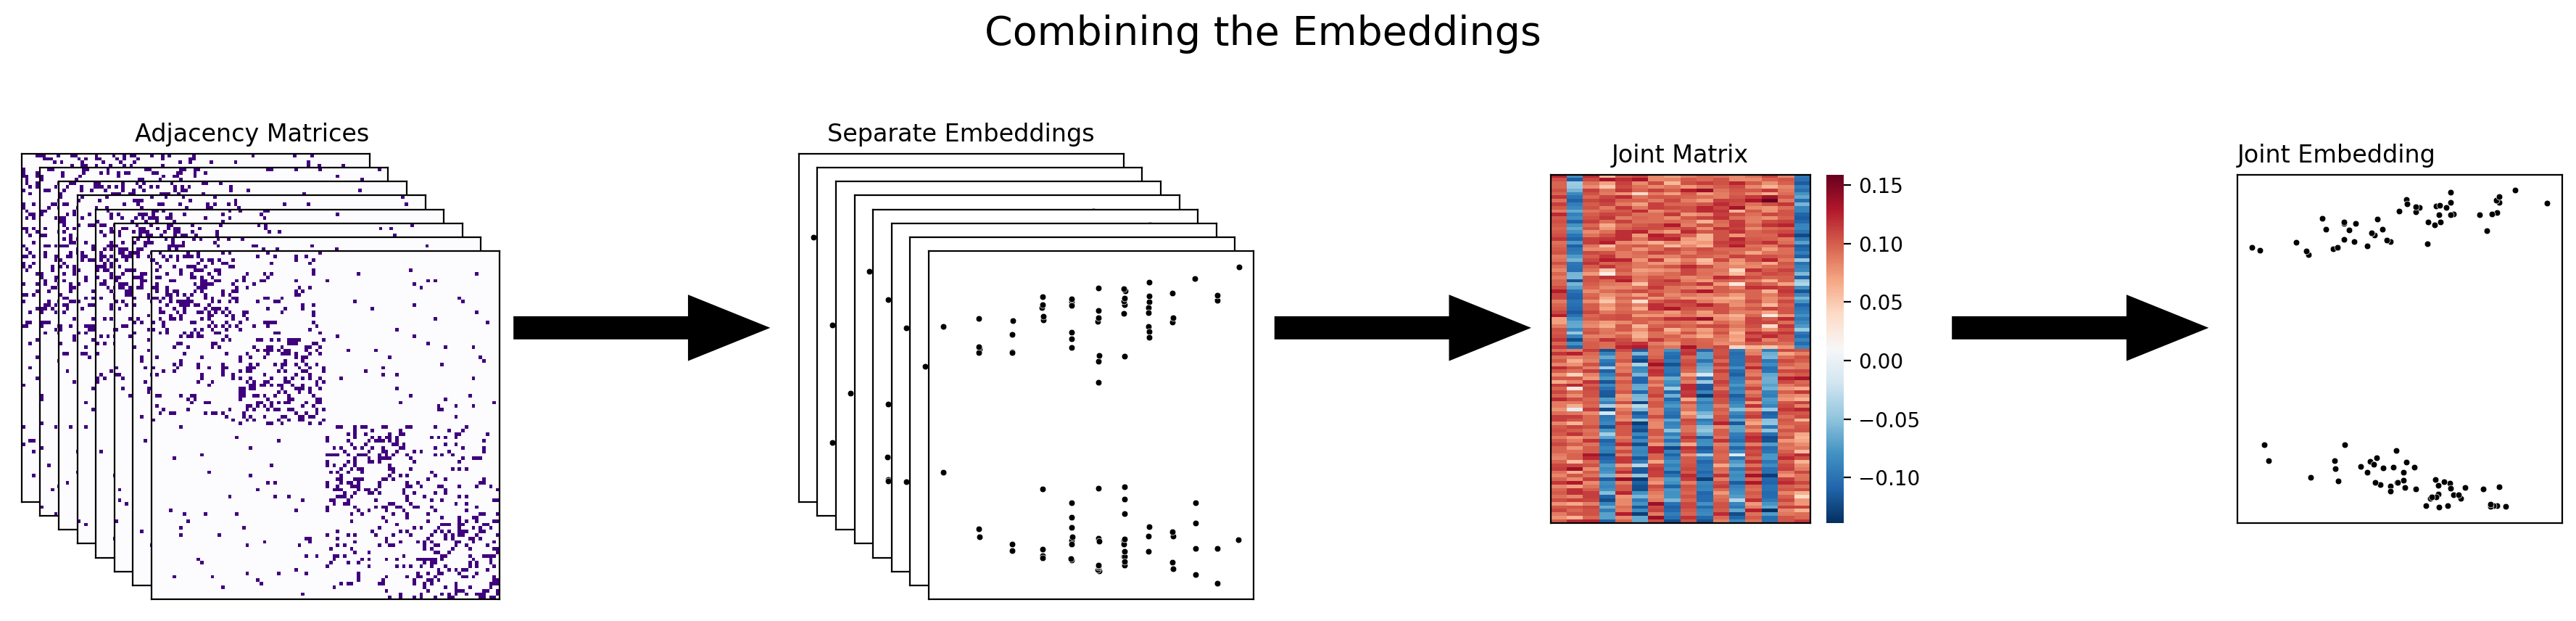 Combining the Embeddings
Adjacency Matrices
Separate Embeddings
Joint Matrix
Joint Embedding
0.15
0.10
0.05
0.00
−0.05
−0.10